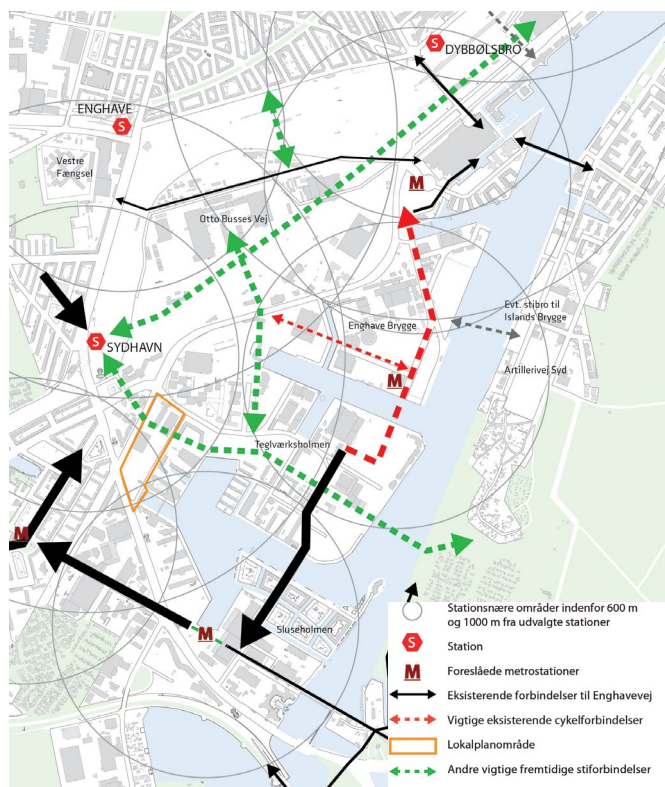 S
DYBBØLSBRO
ENGHAVE
S
Vestre
Fængsel
M
Otto Busses Vej
Evt. stibro til
Islands Brygge
Enghave Brygge
S
SYDHAVN
M
Artillerivej Syd
Teglværksholmen
M
Sluseholmen
M
Stationsnære områder indenfor 600 m
og 1000 m fra udvalgte stationer
S
Station
M
Foreslåede metrostationer
Eksisterende forbindelser til Enghavevej
Vigtige eksisterende cykelforbindelser
Lokalplanområde
Andre vigtige fremtidige stiforbindelser